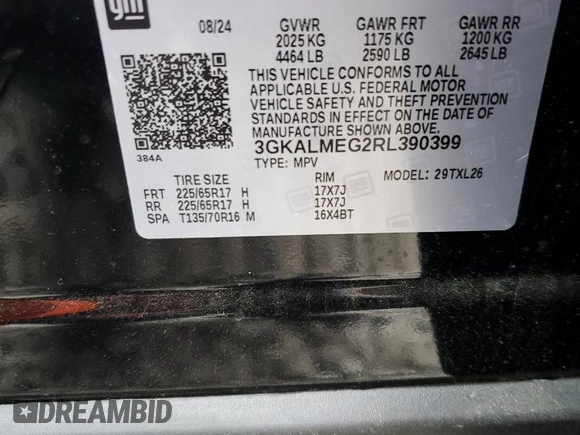 gm
08/24 GVWR GAWR FRT GAWR RR
2025 KG 1175 KG 1200 KG
4464 LB 2590 LB 2645 LB
THIS VEHICLE CONFORMS TO ALL
APPLICABLE U.S. FEDERAL MOTOR
VEHICLE SAFETY AND THEFT PREVENTION
STANDARDS IN EFFECT ON THE DATE OF
MANUFACTURE SHOWN ABOVE.
3GKALMEG2RL390399
384A TYPE: MPV MODEL: 29TXL26
TIRE SIZE RIM
FRT 225/65R17 H 17X7J
RR 225/65R17 H 17X7J
SPA T135/70R16 M 16X4BT
DREAMBID